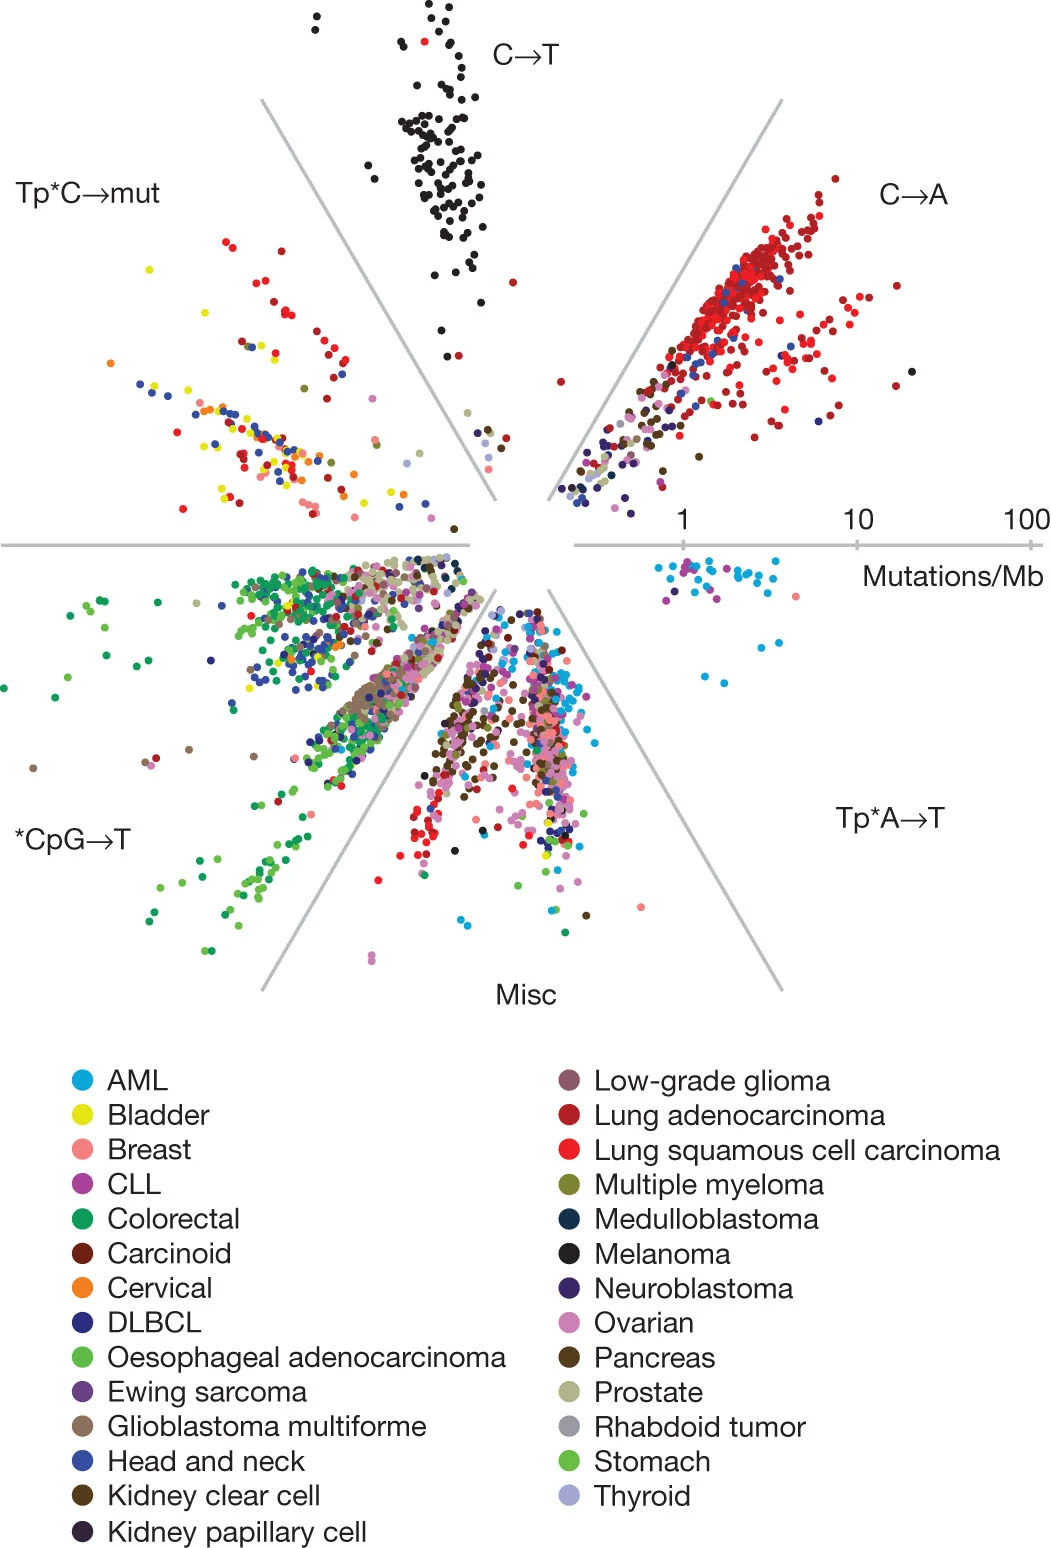 C→T
Tp*C→mut
C→A
1 10 100
Mutations/Mb
*CpG→T
Tp*A→T
Misc
AML
Bladder
Breast
CLL
Colorectal
Carcinoid
Cervical
DLBCL
Oesophageal adenocarcinoma
Ewing sarcoma
Glioblastoma multiforme
Head and neck
Kidney clear cell
Kidney papillary cell
Low-grade glioma
Lung adenocarcinoma
Lung squamous cell carcinoma
Multiple myeloma
Medulloblastoma
Melanoma
Neuroblastoma
Ovarian
Pancreas
Prostate
Rhabdoid tumor
Stomach
Thyroid